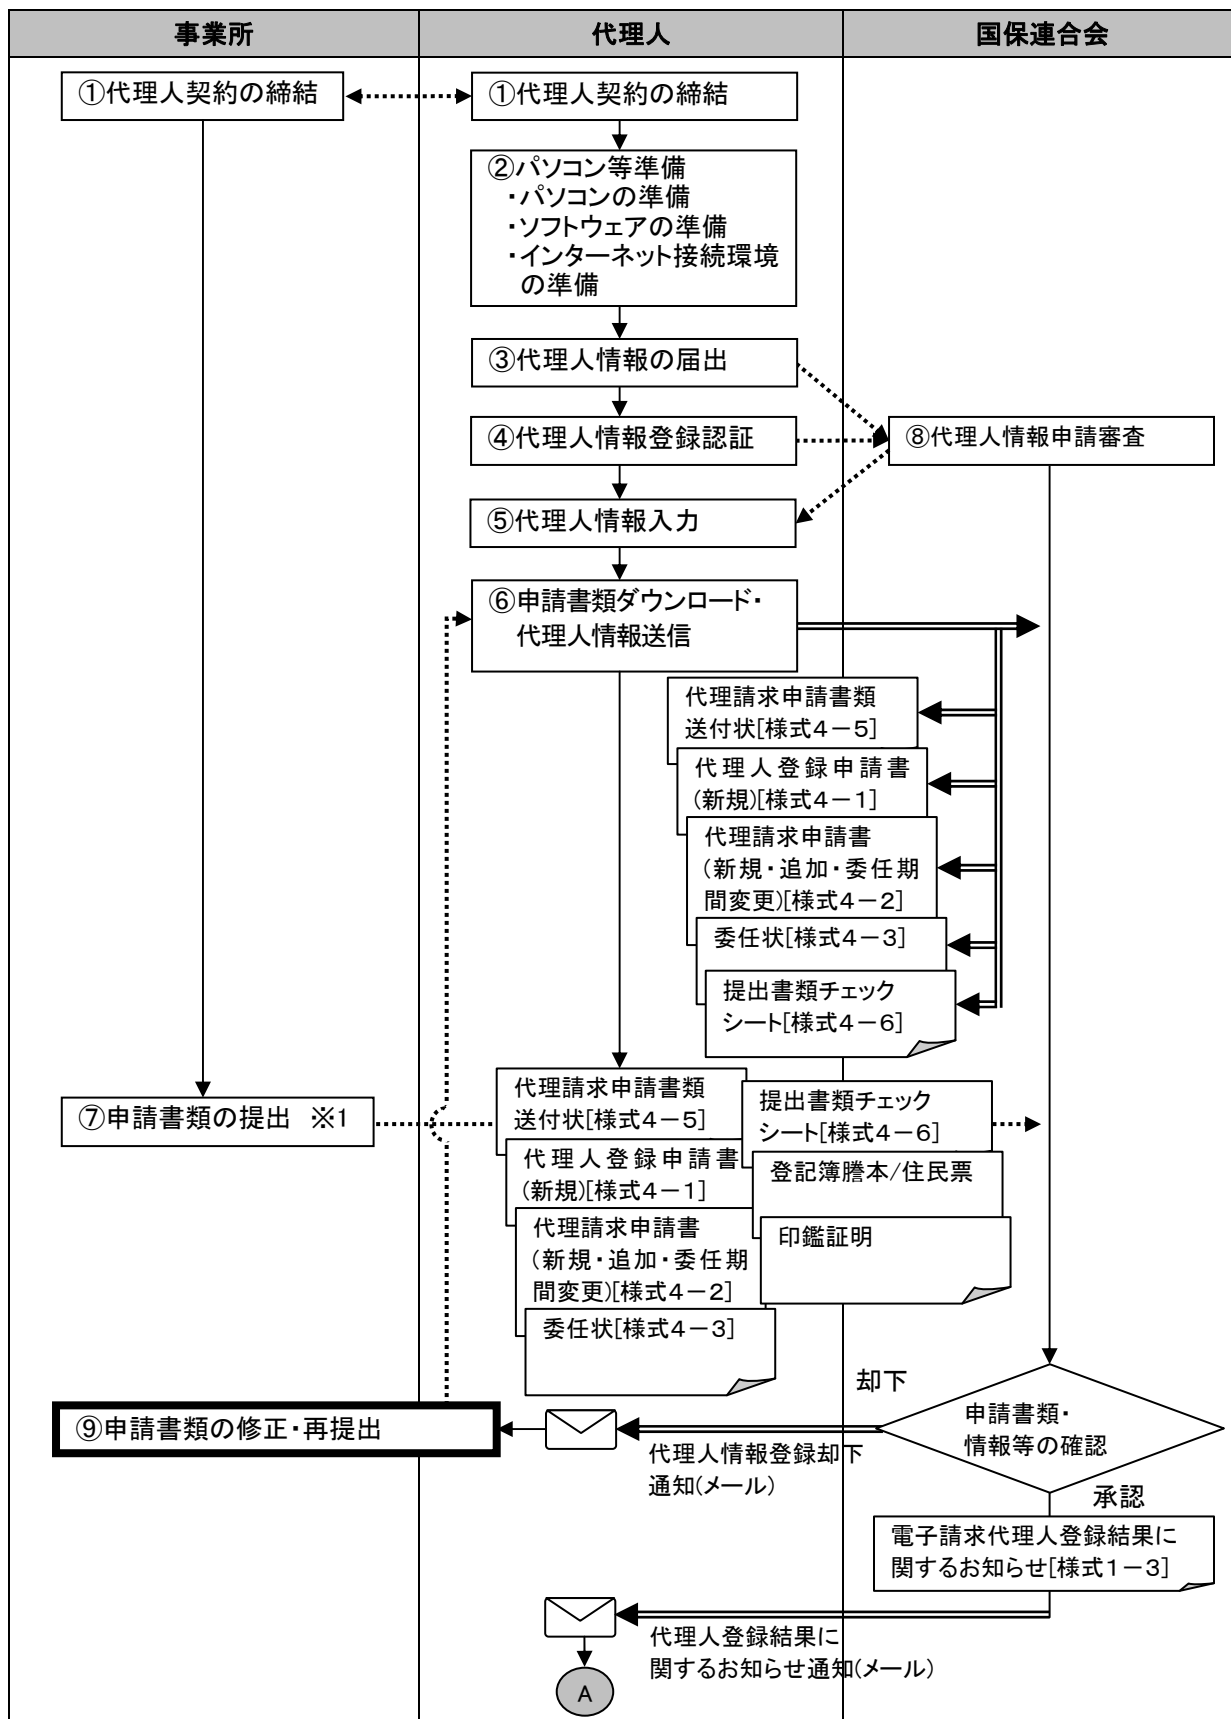 事業所
代理人
国保連合会
①代理人契約の締結
①代理人契約の締結
②パソコン等準備
・パソコンの準備
・ソフトウェアの準備
・インターネット接続環境
の準備
③代理人情報の届出
④代理人情報登録認証
⑧代理人情報申請審査
⑤代理人情報入力
⑥申請書類ダウンロード・
代理人情報送信
代理請求申請書類
送付状[様式4－5]
代理人登録申請書
(新規)[様式4－1]
代理請求申請書
(新規・追加・委任期
間変更)[様式4－2]
委任状[様式4－3]
提出書類チェック
シート[様式4－6]
⑦申請書類の提出 ※1
代理請求申請書類
送付状[様式4－5]
代理人登録申請書
(新規)[様式4－1]
代理請求申請書
(新規・追加・委任期
間変更)[様式4－2]
委任状[様式4－3]
提出書類チェック
シート[様式4－6]
登記簿謄本/住民票
印鑑証明
却下
申請書類・
情報等の確認
⑨申請書類の修正・再提出
代理人情報登録却下
通知(メール)
承認
電子請求代理人登録結果に
関するお知らせ[様式1－3]
代理人登録結果に
関するお知らせ通知(メール)
A